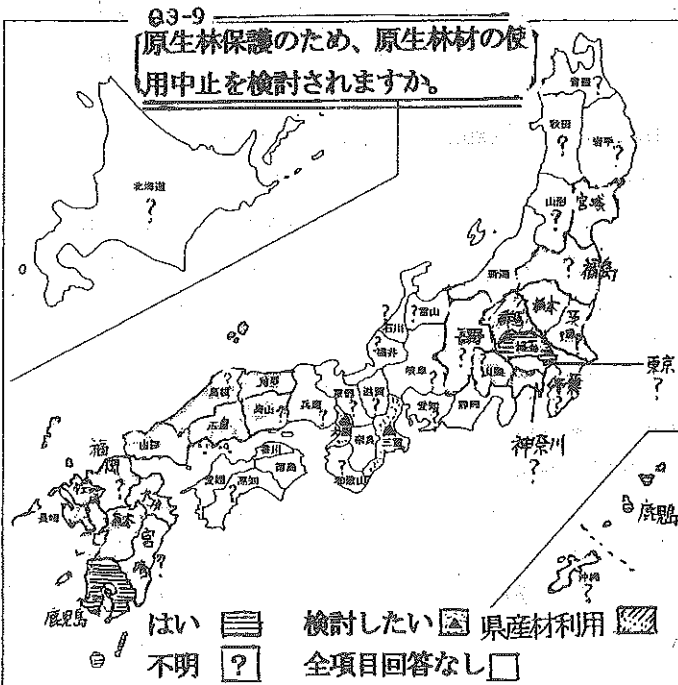 Q3-9
原生林保護のため、原生林材の使
用中止を検討されますか。
青森
?
秋田
?
岩手
?
北海道
?
山形
?
宮城
新潟
?
福島
石川
?
富山
?
福井
群馬
栃木
埼玉
長野
?
岐阜
?
山梨
千葉
?
東京
?
神奈川
?
愛知
?
静岡
島根
?
鳥取
岡山
?
広島
兵庫
?
京都
?
滋賀
?
大阪
奈良
三重
和歌山
?
山口
香川
徳島
愛媛
高知
?
福岡
?
長崎
大分
熊本
宮崎
?
鹿児島
鹿児島
沖縄
?
はい
検討したい
県産材利用
不明 ?
全項目回答なし